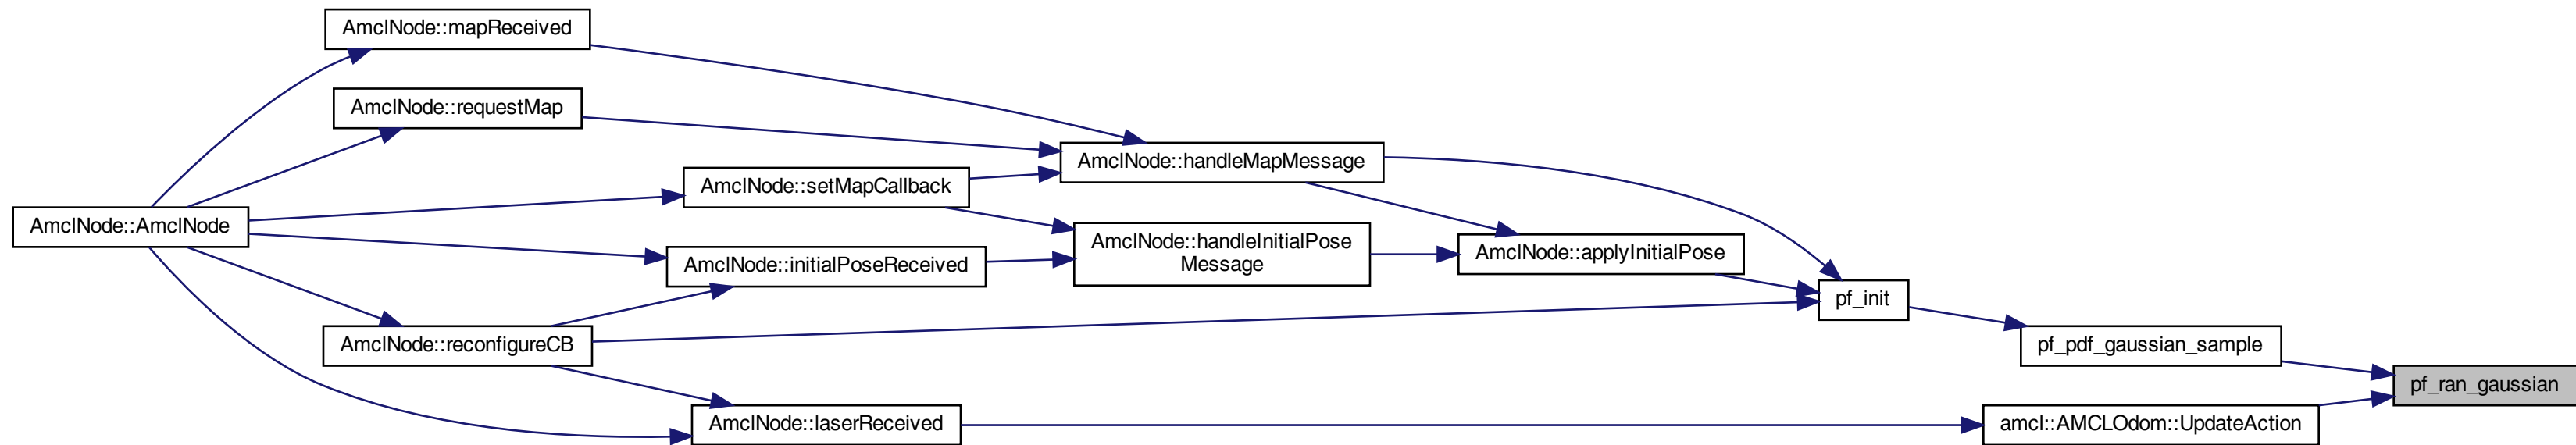 AmclNode::mapReceived
AmclNode::requestMap
AmclNode::handleMapMessage
AmclNode::setMapCallback
AmclNode::AmclNode
AmclNode::handleInitialPose
Message
AmclNode::applyInitialPose
AmclNode::initialPoseReceived
pf_init
AmclNode::reconfigureCB
pf_pdf_gaussian_sample
pf_ran_gaussian
AmclNode::laserReceived
amcl::AMCLOdom::UpdateAction